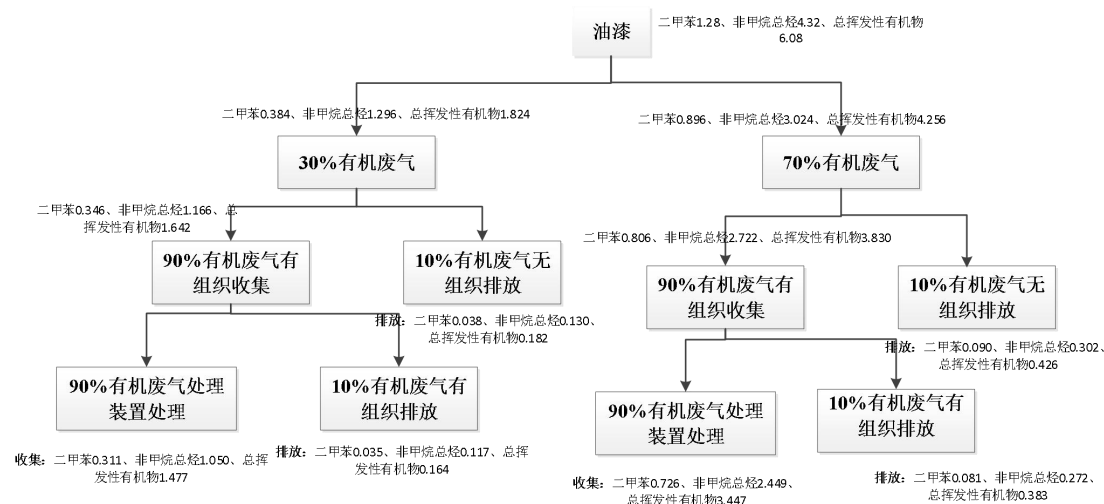 油漆
二甲苯1.28、非甲烷总烃4.32、总挥发性有机物
6.08
二甲苯0.384、非甲烷总烃1.296、总挥发性有机物1.824
二甲苯0.896、非甲烷总烃3.024、总挥发性有机物4.256
30%有机废气
70%有机废气
二甲苯0.346、非甲烷总烃1.166、总
挥发性有机物1.642
二甲苯0.806、非甲烷总烃2.722、总挥发性有机物3.830
90%有机废气有
组织收集
10%有机废气无
组织排放
90%有机废气有
组织收集
10%有机废气无
组织排放
排放：二甲苯0.038、非甲烷总烃0.130、
总挥发性有机物0.182
排放：二甲苯0.090、非甲烷总烃0.302、
总挥发性有机物0.426
90%有机废气处理
装置处理
10%有机废气有
组织排放
90%有机废气处理
装置处理
10%有机废气有
组织排放
收集：二甲苯0.311、非甲烷总烃1.050、总挥
发性有机物1.477
排放：二甲苯0.035、非甲烷总烃0.117、总挥
发性有机物0.164
收集：二甲苯0.726、非甲烷总烃2.449、总挥
发性有机物3.447
排放：二甲苯0.081、非甲烷总烃0.272、
总挥发性有机物0.383